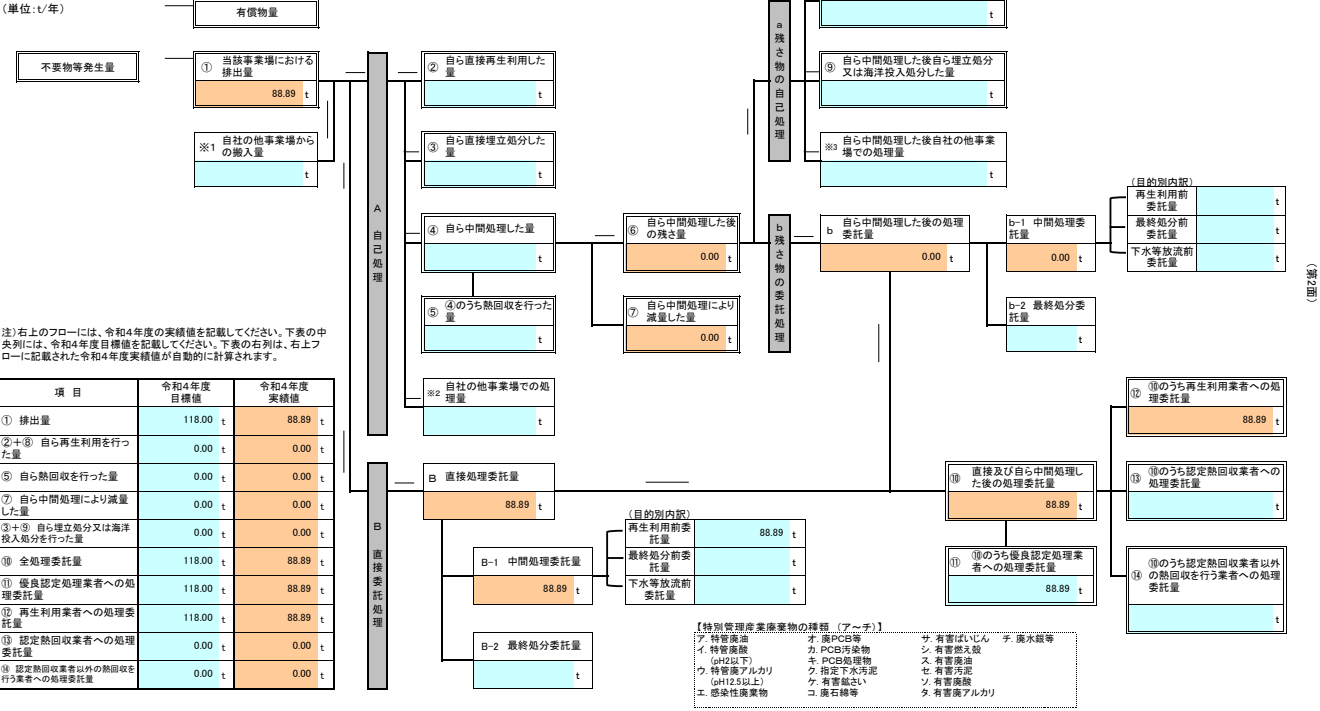 （単位:t/年）
有償物量
不要物等発生量
① 当該事業場における
排出量
88.89 t
※1 自社の他事業場から
の搬入量
t
A 自己処理
② 自ら直接再生利用した
量
t
③ 自ら直接埋立処分した
量
t
④ 自ら中間処理した量
t
⑤ ④のうち熱回収を行った
量
t
※2 自社の他事業場での処
理量
t
⑥ 自ら中間処理した後
の残さ量
0.00 t
⑦ 自ら中間処理により
減量した量
0.00 t
a 残さ物の自己処理
t
⑨ 自ら中間処理した後自ら埋立処分
又は海洋投入処分した量
t
※3 自ら中間処理した後自社の他事業
場での処理量
t
b 残さ物の委託処理
b 自ら中間処理した後の処理
委託量
0.00 t
b-1 中間処理委
託量
0.00 t
b-2 最終処分委
託量
t
（目的別内訳）
再生利用前
委託量 t
最終処分前
委託量 t
下水等放流前
委託量 t
（第2面）
注）右上のフローには、令和4年度の実績値を記載してください。下表の中
央列には、令和4年度目標値を記載してください。下表の右列は、右上フ
ローに記載された令和4年度実績値が自動的に計算されます。
項 目 令和4年度
目標値 令和4年度
実績値
① 排出量 118.00 t 88.89 t
②＋⑧ 自ら再生利用を行っ
た量 0.00 t 0.00 t
⑤ 自ら熱回収を行った量 0.00 t 0.00 t
⑦ 自ら中間処理により減量
した量 0.00 t 0.00 t
③＋⑨ 自ら埋立処分又は海洋
投入処分を行った量 0.00 t 0.00 t
⑩ 全処理委託量 118.00 t 88.89 t
⑪ 優良認定処理業者への処
理委託量 118.00 t 88.89 t
⑫ 再生利用業者への処理委
託量 118.00 t 88.89 t
⑬ 認定熱回収業者への処理
委託量 0.00 t 0.00 t
⑭ 認定熱回収業者以外の熱回収を
行う業者への処理委託量 0.00 t 0.00 t
B 直接委託処理
B 直接処理委託量
88.89 t
B-1 中間処理委託量
88.89 t
B-2 最終処分委託量
t
（目的別内訳）
再生利用前委
託量 88.89 t
最終処分前委
託量
下水等放流前
委託量 t
⑩ 直接及び自ら中間処理し
た後の処理委託量
88.89 t
⑪ ⑩のうち優良認定処理業
者への処理委託量
88.89 t
⑫ ⑩のうち再生利用業者への処
理委託量
88.89 t
⑬ ⑩のうち認定熱回収業者への
処理委託量
t
⑭ ⑩のうち認定熱回収業者以外
の熱回収を行う業者への処理
委託量
t
【特別管理産業廃棄物の種類 （ア～チ）】
ア. 特管廃油 オ. 廃PCB等 サ. 有害ばいじん チ. 廃水銀等
イ. 特管廃酸 カ. PCB汚染物 シ. 有害燃え殻
（pH2以下） キ. PCB処理物 ス. 有害廃油
ウ. 特管廃アルカリ ク. 指定下水汚泥 セ. 有害汚泥
（pH12.5以上） ケ. 有害鉱さい ソ. 有害廃酸
エ. 感染性廃棄物 コ. 廃石綿等 タ. 有害廃アルカリ